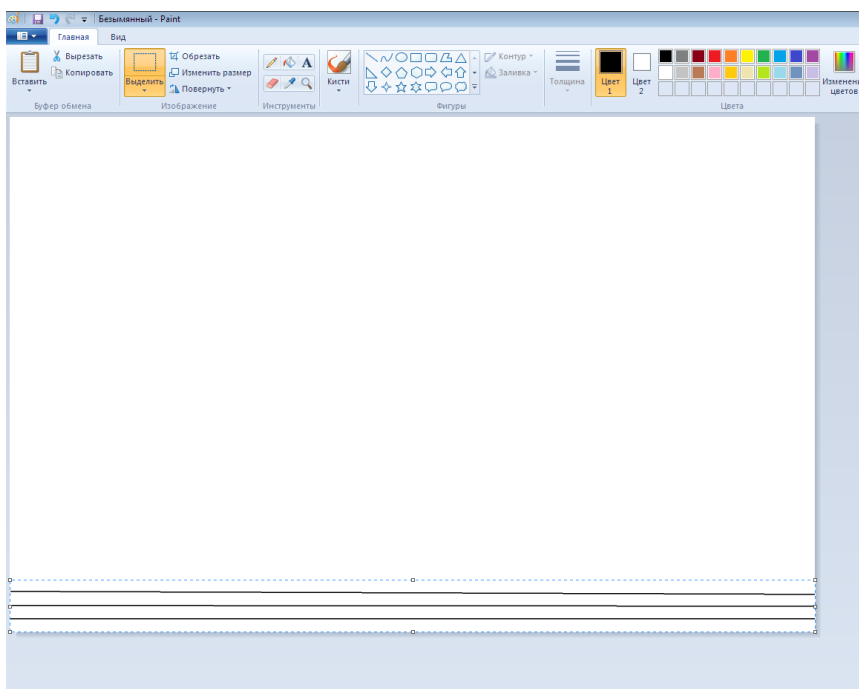 Безымянный - Paint
Главная Вид
Вставить
Вырезать
Копировать
Буфер обмена
Выделить
Обрезать
Изменить размер
Повернуть
Изображение
A
Инструменты
Кисти
Контур
Заливка
Фигуры
Толщина
Цвет 1
Цвет 2
Цвета
Изменени
цветов